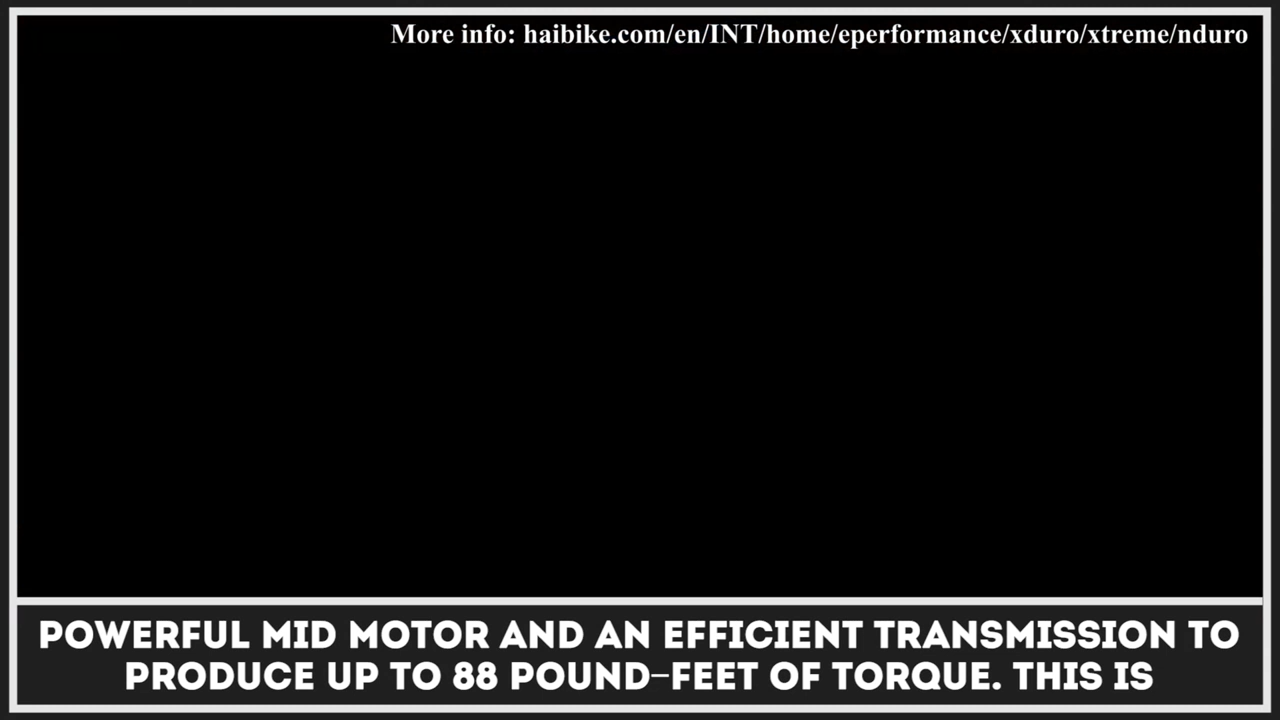 More info: haibike.com/en/INT/home/eperformance/xduro/xtreme/nduro
POWERFUL MID MOTOR AND AN EFFICIENT TRANSMISSION TO
PRODUCE UP TO 88 POUND-FEET OF TORQUE. THIS IS